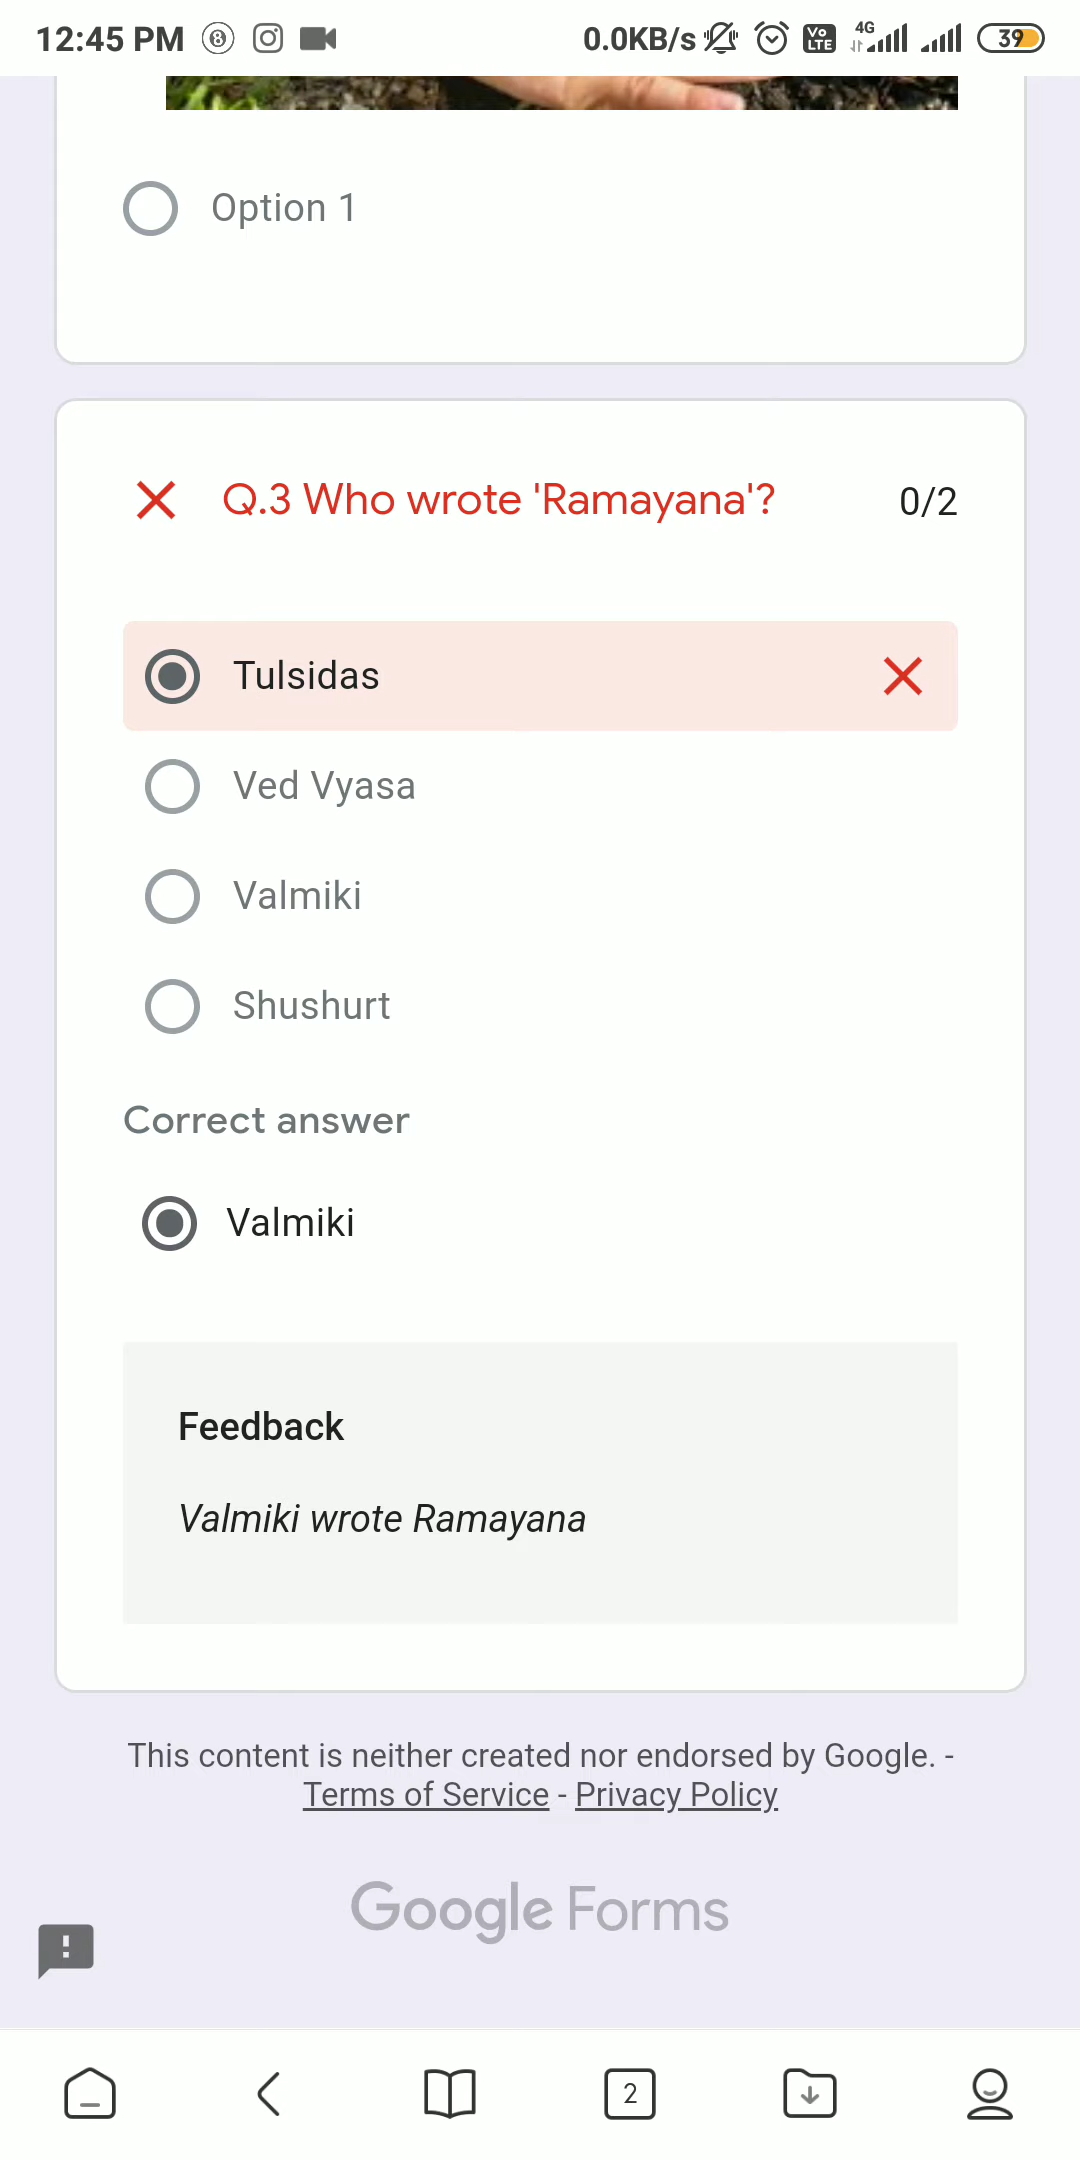 12:45 PM 0.0KB/s Vo LTE 4G 39
Option 1
Q.3 Who wrote 'Ramayana'? 0/2
Tulsidas
Ved Vyasa
Valmiki
Shushurt
Correct answer
Valmiki
Feedback
Valmiki wrote Ramayana
This content is neither created nor endorsed by Google. -
Terms of Service - Privacy Policy
Google Forms
2